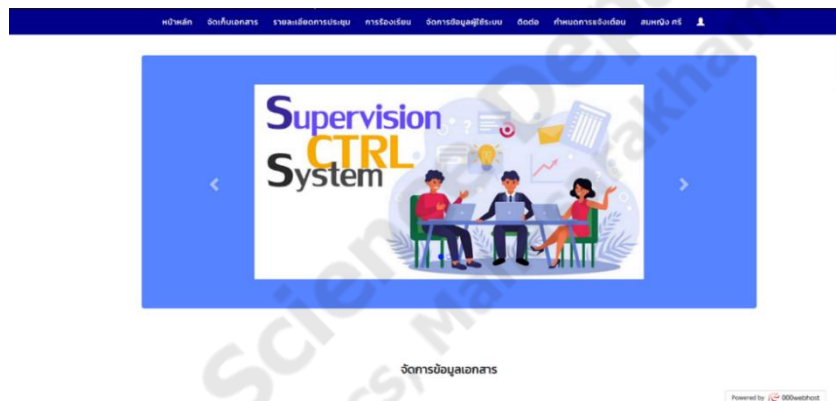 หน้าหลัก จัดเก็บเอกสาร รายละเอียดการประชุม การร้องเรียน จัดการข้อมูลผู้ใช้ระบบ ติดต่อ กำหนดการแจ้งเตือน สมหญิง ศรี
Supervision
CTRL
System
จัดการข้อมูลเอกสาร
Powered by 000webhost